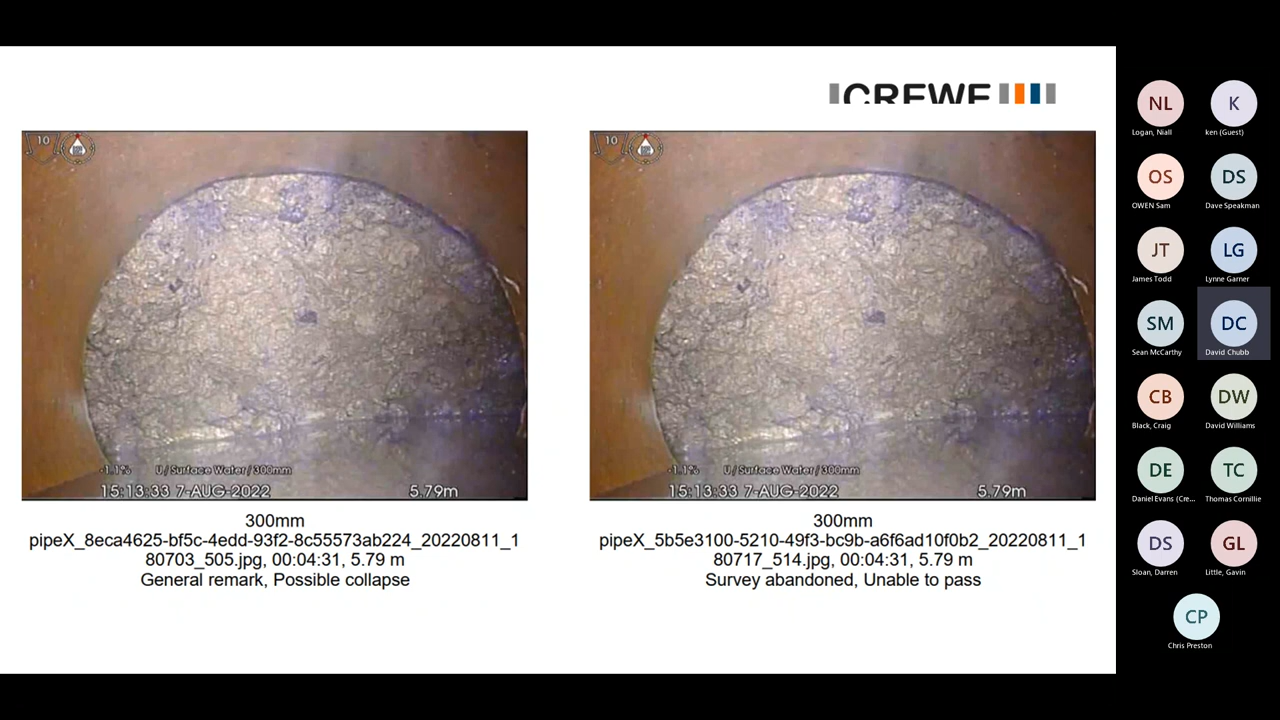 CREWE
10
-1.1% U/Surface Water/300mm
15:13:33 7-AUG-2022 5.79m
10
-1.1% U/Surface Water/300mm
15:13:33 7-AUG-2022 5.79m
300mm
pipeX_8eca4625-bf5c-4edd-93f2-8c55573ab224_20220811_1
80703_505.jpg, 00:04:31, 5.79 m
General remark, Possible collapse
300mm
pipeX_5b5e3100-5210-49f3-bc9b-a6f6ad10f0b2_20220811_1
80717_514.jpg, 00:04:31, 5.79 m
Survey abandoned, Unable to pass
NL K
Logan, Niall ken (Guest)
OS DS
OWEN Sam Dave Speakman
JT LG
James Todd Lynne Garner
SM DC
Sean McCarthy David Chubb
CB DW
Black, Craig David Williams
DE TC
Daniel Evans (Cre... Thomas Cornillie
DS GL
Sloan, Darren Little, Gavin
CP
Chris Preston